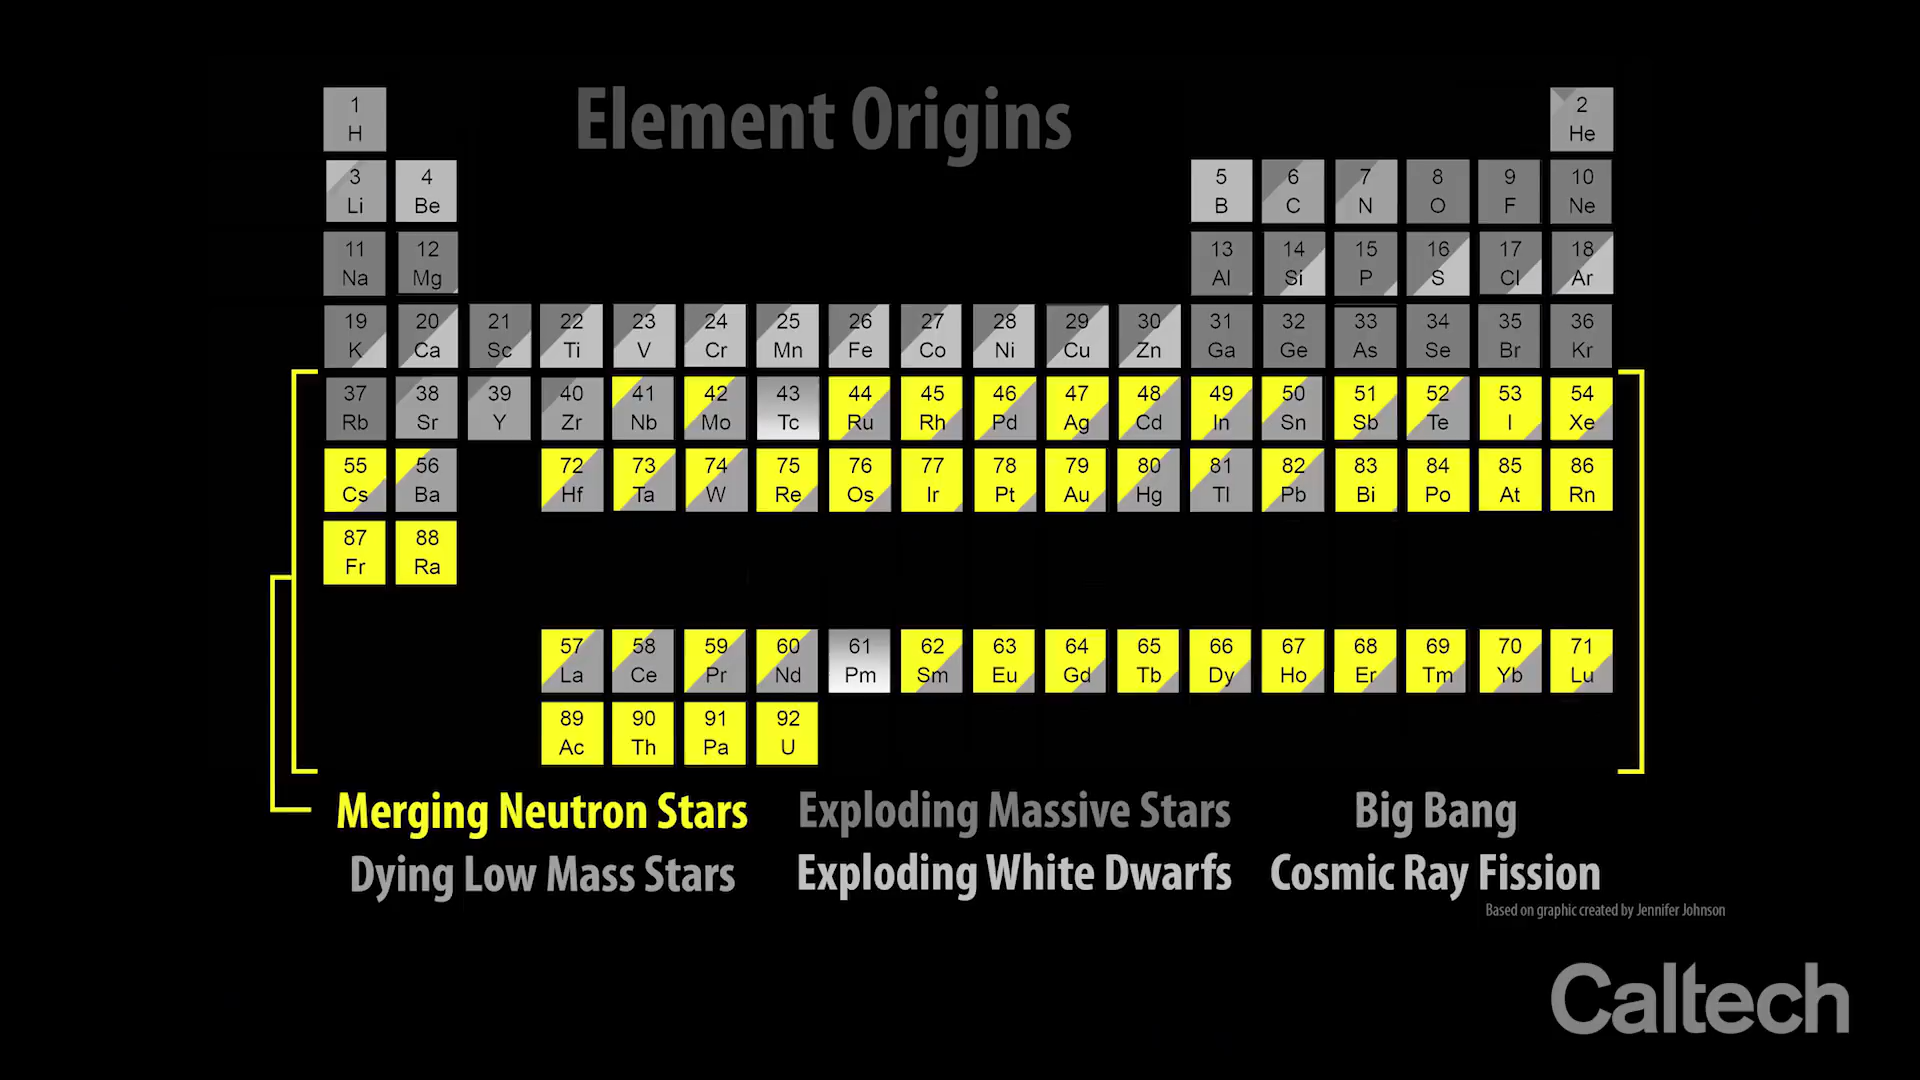 Element Origins
1 2
H He
3 4 5 6 7 8 9 10
Li Be B C N O F Ne
11 12 13 14 15 16 17 18
Na Mg Al Si P S Cl Ar
19 20 21 22 23 24 25 26 27 28 29 30 31 32 33 34 35 36
K Ca Sc Ti V Cr Mn Fe Co Ni Cu Zn Ga Ge As Se Br Kr
37 38 39 40 41 42 43 44 45 46 47 48 49 50 51 52 53 54
Rb Sr Y Zr Nb Mo Tc Ru Rh Pd Ag Cd In Sn Sb Te I Xe
55 56 72 73 74 75 76 77 78 79 80 81 82 83 84 85 86
Cs Ba Hf Ta W Re Os Ir Pt Au Hg Tl Pb Bi Po At Rn
87 88
Fr Ra
57 58 59 60 61 62 63 64 65 66 67 68 69 70 71
La Ce Pr Nd Pm Sm Eu Gd Tb Dy Ho Er Tm Yb Lu
89 90 91 92
Ac Th Pa U
Merging Neutron Stars Exploding Massive Stars Big Bang
Dying Low Mass Stars Exploding White Dwarfs Cosmic Ray Fission
Based on graphic created by Jennifer Johnson
Caltech